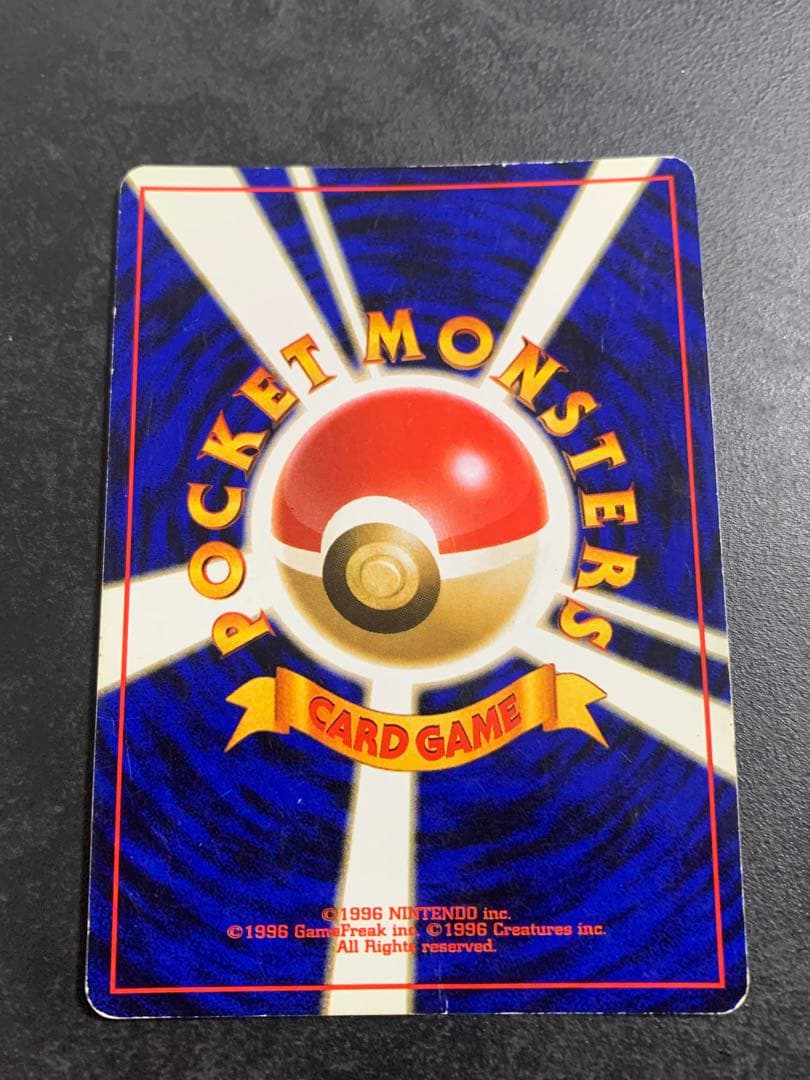 POCKET MONSTERS
CARD GAME
©1996 NINTENDO inc.
©1996 GameFreak inc. ©1996 Creatures inc.
All Rights reserved.